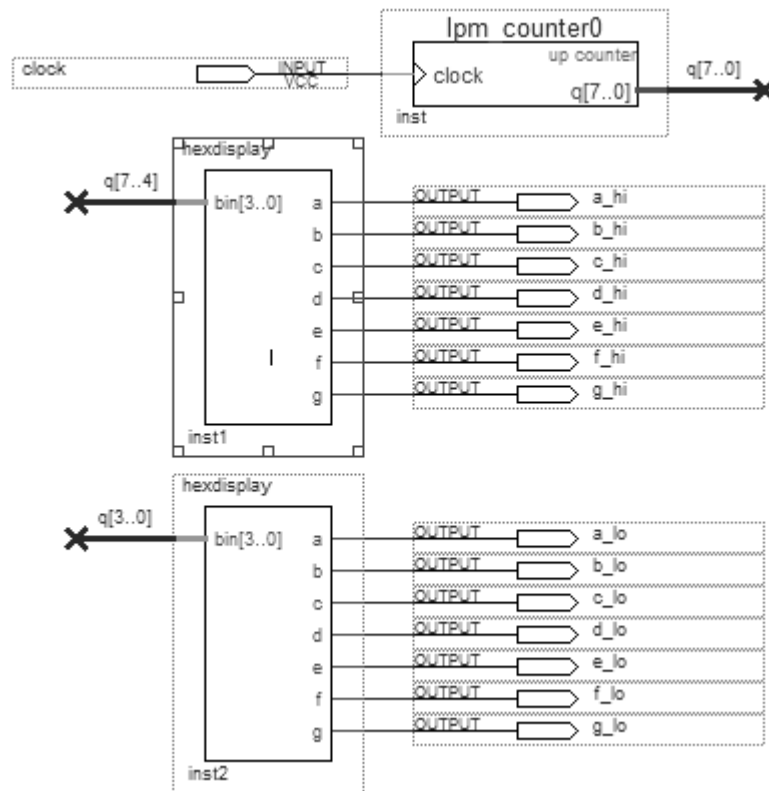 lpm_counter0
up counter
clock
INPUT
VCC
clock
q[7..0]
q[7..0]
inst
hexdisplay
q[7..4]
bin[3..0]
a
OUTPUT
a_hi
b
OUTPUT
b_hi
c
OUTPUT
c_hi
d
OUTPUT
d_hi
e
OUTPUT
e_hi
f
OUTPUT
f_hi
g
OUTPUT
g_hi
inst1
hexdisplay
q[3..0]
bin[3..0]
a
OUTPUT
a_lo
b
OUTPUT
b_lo
c
OUTPUT
c_lo
d
OUTPUT
d_lo
e
OUTPUT
e_lo
f
OUTPUT
f_lo
g
OUTPUT
g_lo
inst2